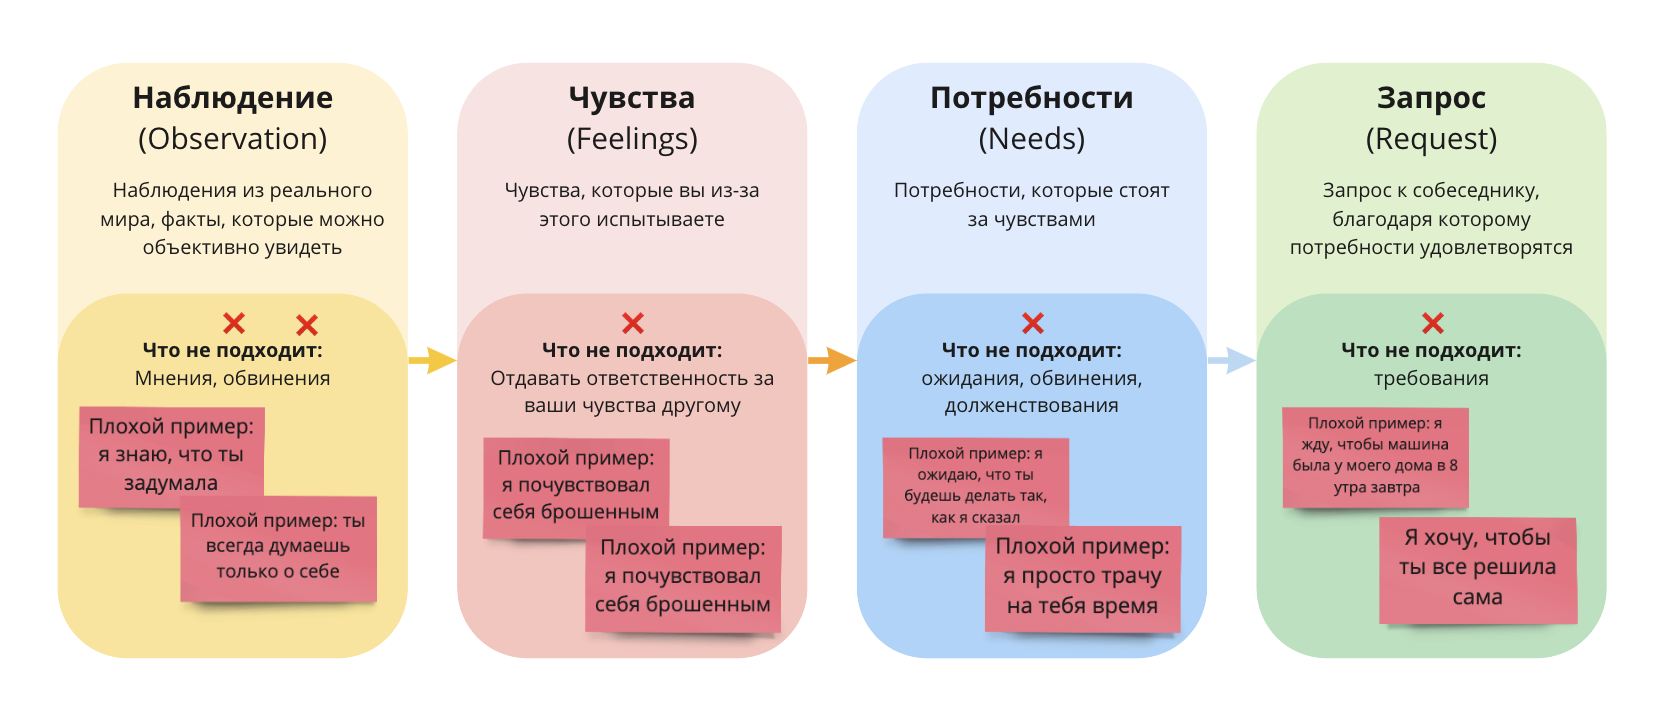 Наблюдение
(Observation)
Наблюдения из реального
мира, факты, которые можно
объективно увидеть
Что не подходит:
Мнения, обвинения
Плохой пример:
я знаю, что ты
задумала
Плохой пример: ты
всегда думаешь
только о себе
Чувства
(Feelings)
Чувства, которые вы из-за
этого испытываете
Что не подходит:
Отдавать ответственность за
ваши чувства другому
Плохой пример:
я почувствовал
себя брошенным
Плохой пример:
я почувствовал
себя брошенным
Потребности
(Needs)
Потребности, которые стоят
за чувствами
Что не подходит:
ожидания, обвинения,
долженствования
Плохой пример: я
ожидаю, что ты
будешь делать так,
как я сказал
Плохой пример:
я просто трачу
на тебя время
Запрос
(Request)
Запрос к собеседнику,
благодаря которому
потребности удовлетворятся
Что не подходит:
требования
Плохой пример: я
жду, чтобы машина
была у моего дома в 8
утра завтра
Я хочу, чтобы
ты все решила
сама